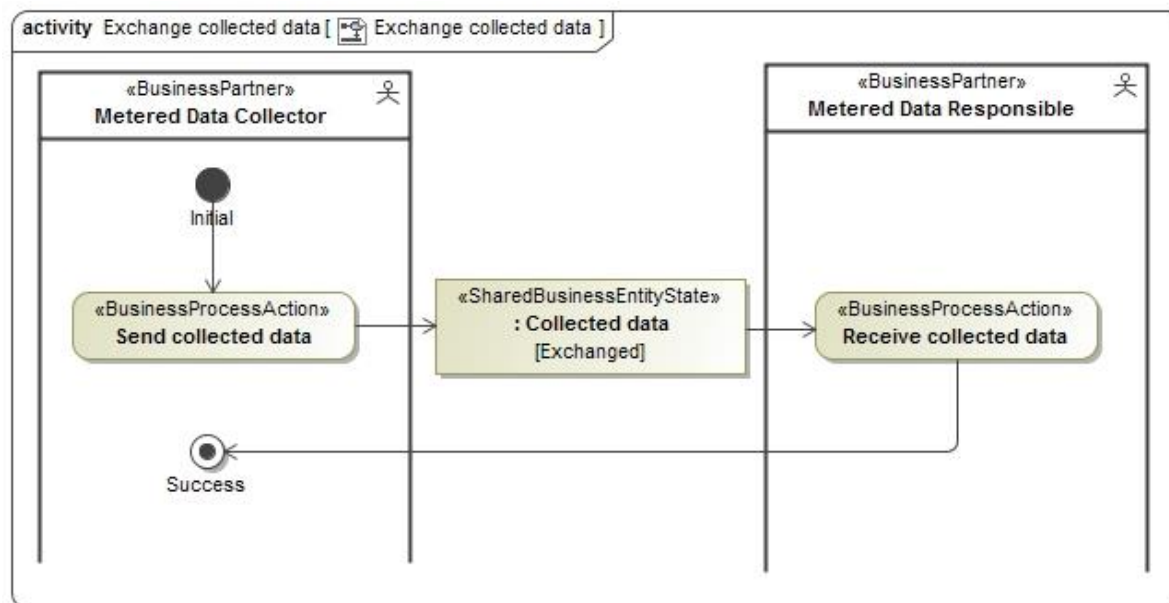 activity Exchange collected data [ Exchange collected data ]
«BusinessPartner»
Metered Data Collector
«BusinessPartner»
Metered Data Responsible
Initial
«BusinessProcessAction»
Send collected data
«SharedBusinessEntityState»
: Collected data
[Exchanged]
«BusinessProcessAction»
Receive collected data
Success